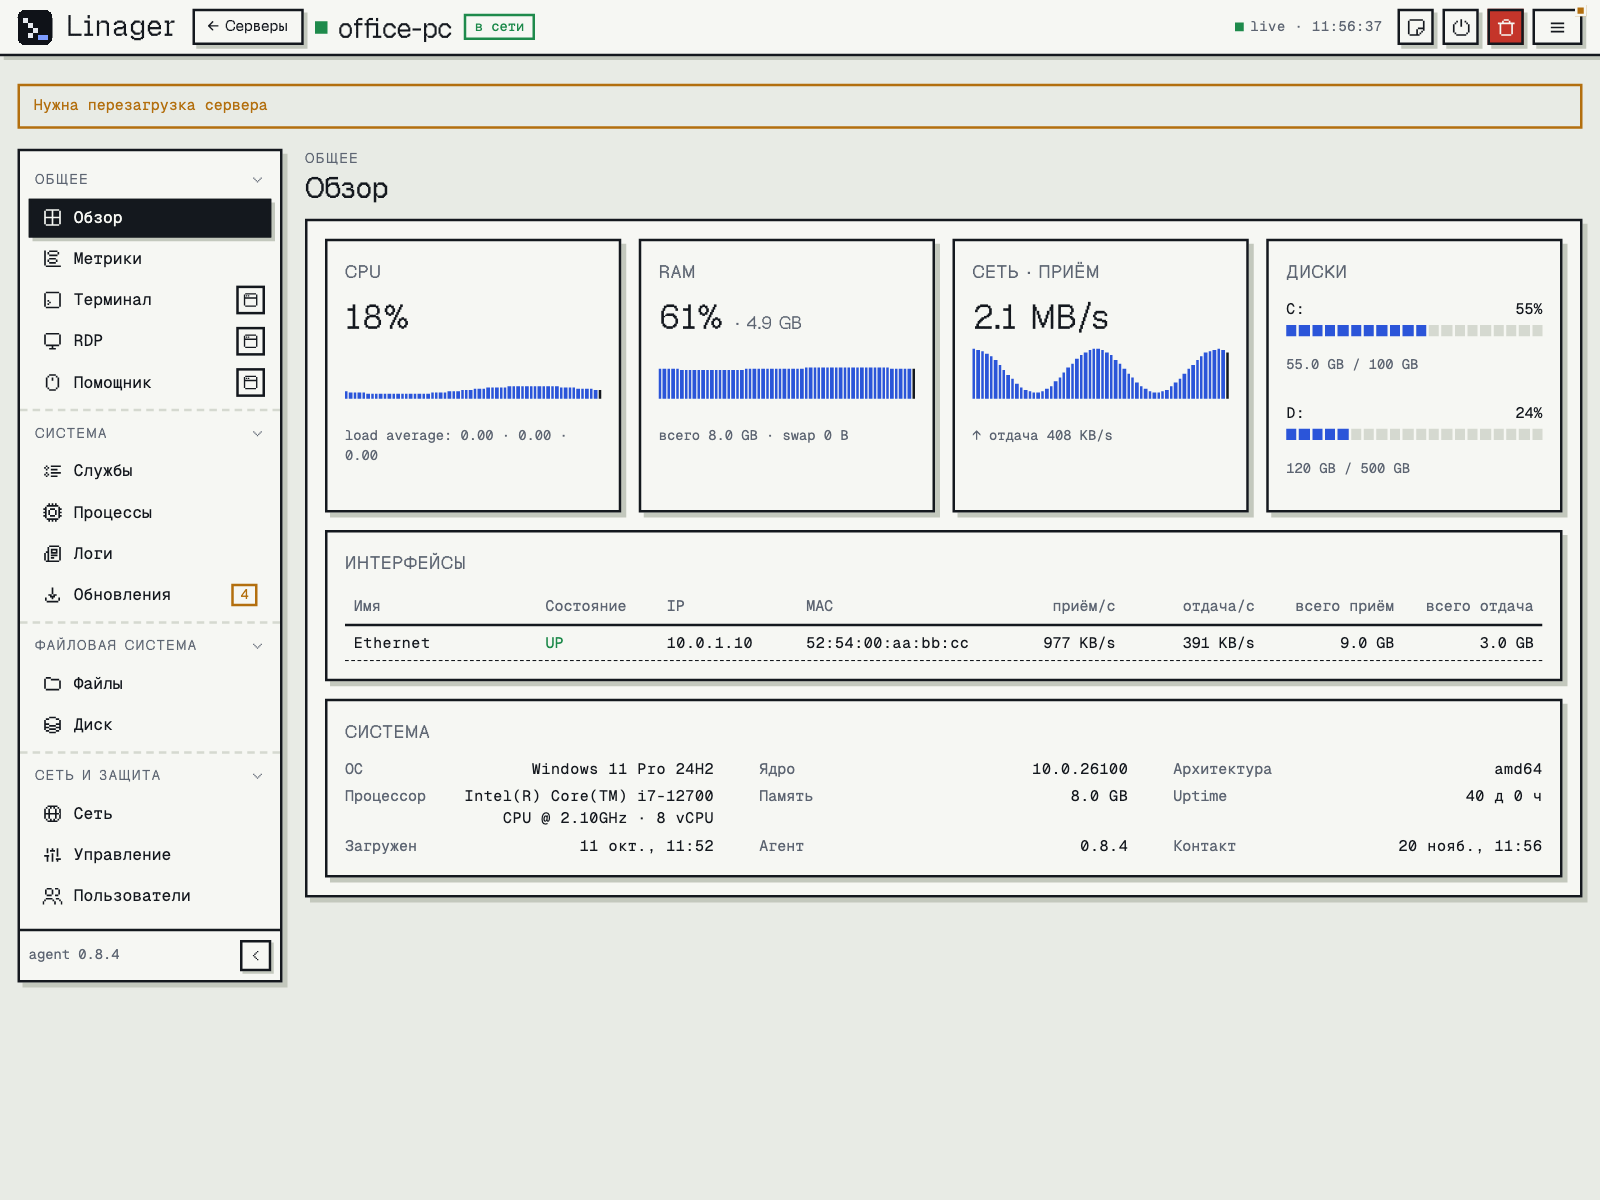 Linager
← Серверы
office-pc
в сети
live · 11:56:37
Нужна перезагрузка сервера
ОБЩЕЕ
Обзор
Метрики
Терминал
RDP
Помощник
СИСТЕМА
Службы
Процессы
Логи
Обновления 4
ФАЙЛОВАЯ СИСТЕМА
Файлы
Диск
СЕТЬ И ЗАЩИТА
Сеть
Управление
Пользователи
agent 0.8.4
ОБЩЕЕ
Обзор
CPU
18%
load average: 0.00 · 0.00 ·
0.00
RAM
61% · 4.9 GB
всего 8.0 GB · swap 0 B
СЕТЬ · ПРИЁМ
2.1 MB/s
↑ отдача 408 KB/s
ДИСКИ
C: 55%
55.0 GB / 100 GB
D: 24%
120 GB / 500 GB
ИНТЕРФЕЙСЫ
Имя Состояние IP MAC приём/с отдача/с всего приём всего отдача
Ethernet UP 10.0.1.10 52:54:00:aa:bb:cc 977 KB/s 391 KB/s 9.0 GB 3.0 GB
СИСТЕМА
ОС Windows 11 Pro 24H2 Ядро 10.0.26100 Архитектура amd64
Процессор Intel(R) Core(TM) i7-12700 Память 8.0 GB Uptime 40 д 0 ч
CPU @ 2.10GHz · 8 vCPU
Загружен 11 окт., 11:52 Агент 0.8.4 Контакт 20 нояб., 11:56